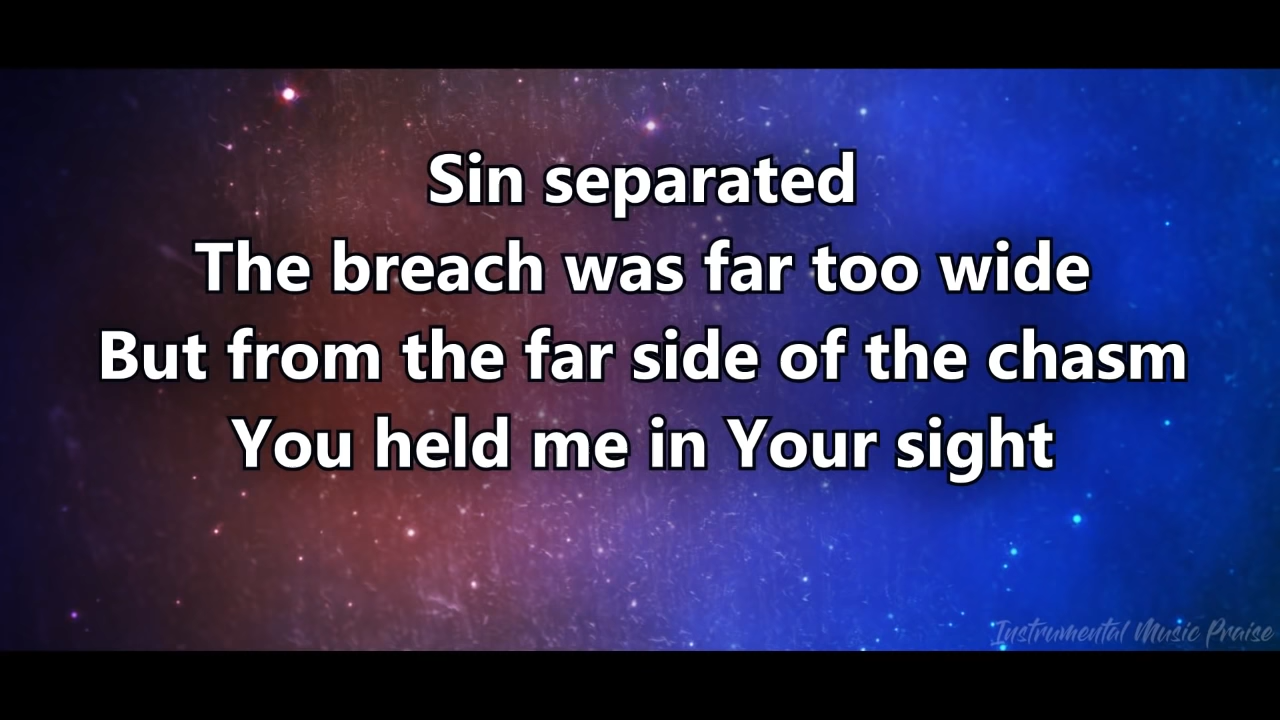 Sin separated
The breach was far too wide
But from the far side of the chasm
You held me in Your sight
Instrumental Music Praise